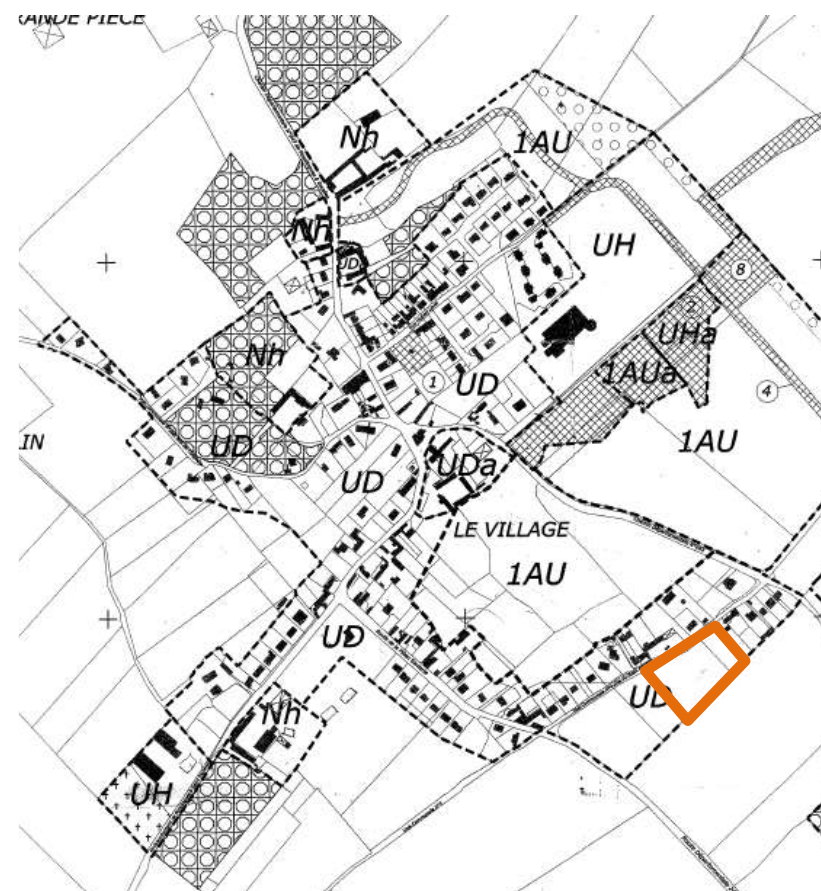 ANDE PIECE
Nh
1AU
Nh
UD
UH
8
2
UHa
Nh
1
UD
1AUa
4
IN
UD
1AU
UD
UDa
LE VILLAGE
1AU
UD
UD
Nh
UH